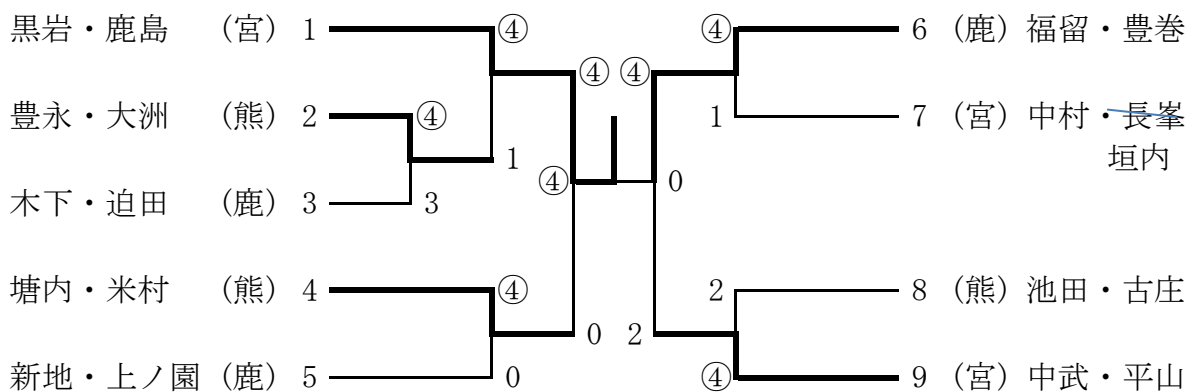 黒岩・鹿島 (宮) 1 ④ ④ 6 (鹿) 福留・豊巻
④ ④
豊永・大洲 (熊) 2 ④ 1 7 (宮) 中村・長峯
1 垣内
④ 0
木下・迫田 (鹿) 3 3
塘内・米村 (熊) 4 ④ 2 8 (熊) 池田・古庄
0 2
新地・上ノ園 (鹿) 5 0 ④ 9 (宮) 中武・平山